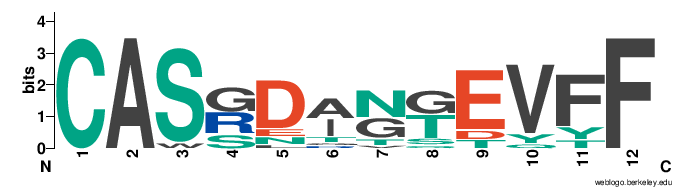 4
3
2
1
0
bits
C A S G D A N G E V F F
W R E I G T D Y Y
S N T S T T
1 2 3 4 5 6 7 8 9 10 11 12
N C
weblogo.berkeley.edu